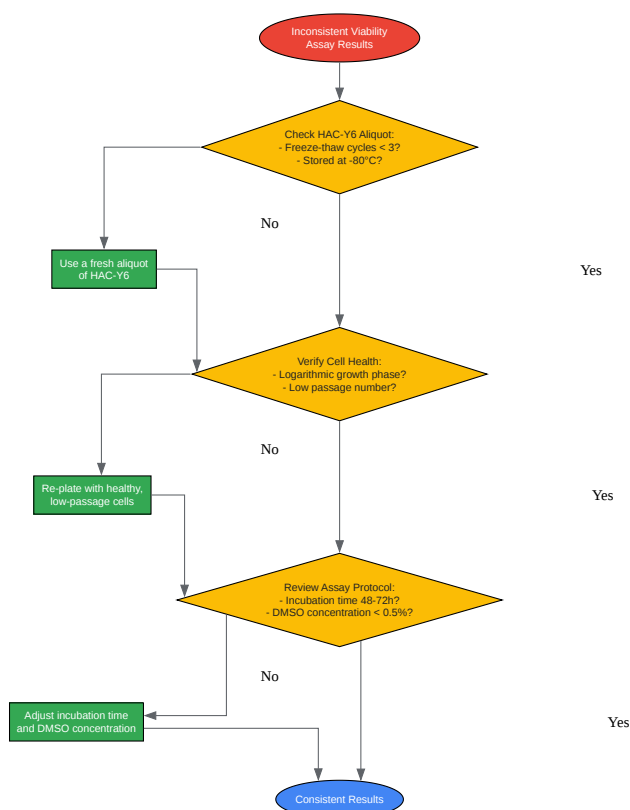 Inconsistent Viability
Assay Results
Check HAC-Y6 Aliquot:
- Freeze-thaw cycles < 3?
- Stored at -80°C?
No
Use a fresh aliquot
of HAC-Y6
Yes
Verify Cell Health:
- Logarithmic growth phase?
- Low passage number?
No
Re-plate with healthy,
low-passage cells
Yes
Review Assay Protocol:
- Incubation time 48-72h?
- DMSO concentration < 0.5%?
No
Adjust incubation time
and DMSO concentration
Yes
Consistent Results